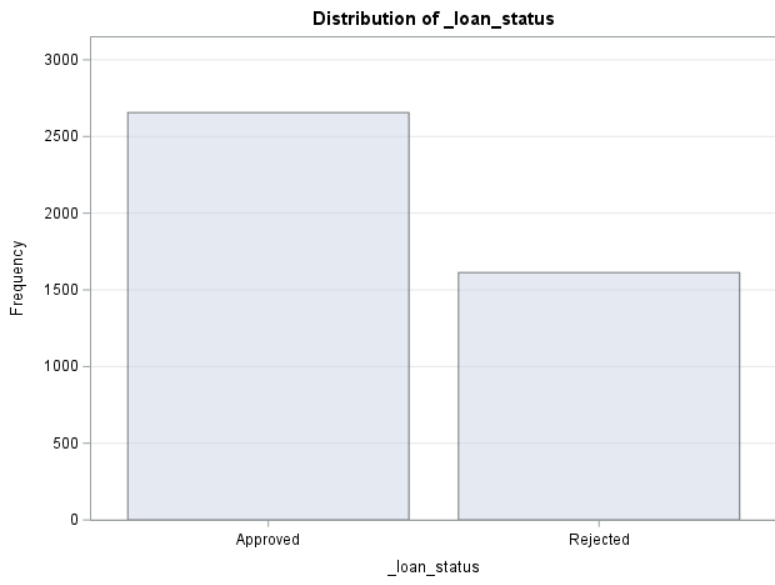 Distribution of _loan_status
3000
2500
2000
1500
1000
500
0
Frequency
Approved
Rejected
_loan_status